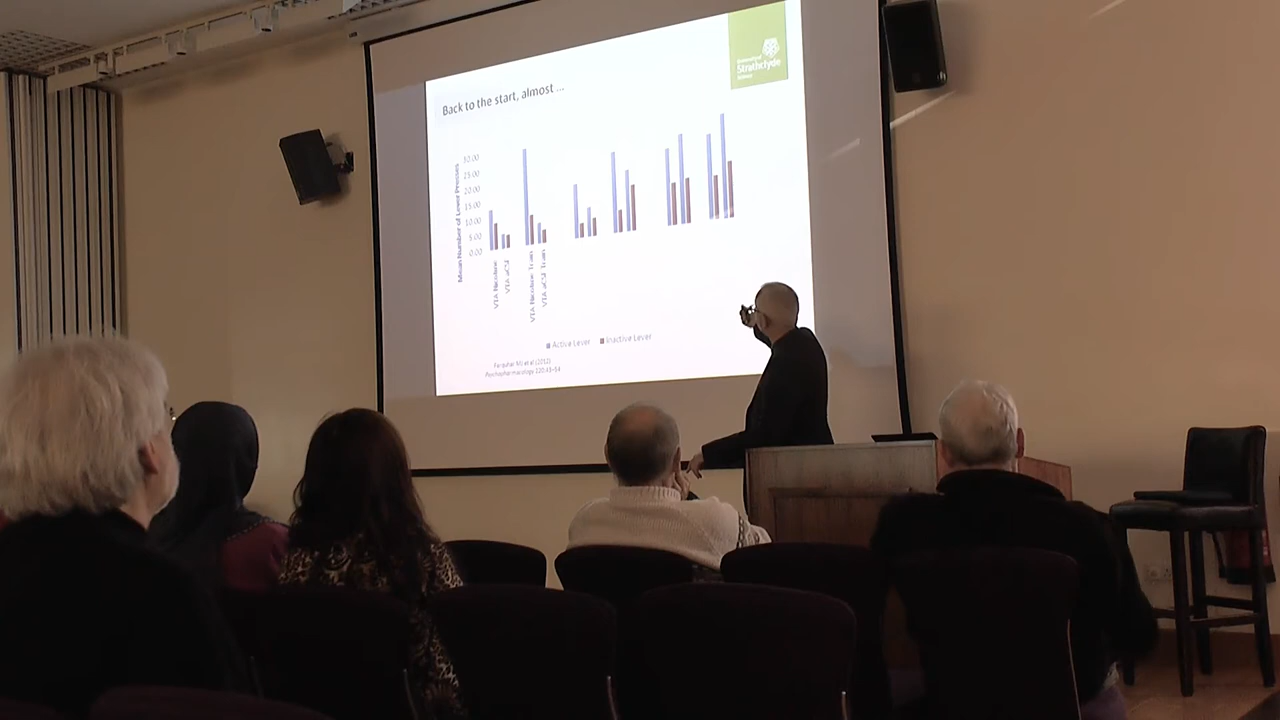 University of
Strathclyde
Back to the start, almost ...
Mean Number of Lever Presses
30.00
25.00
20.00
15.00
10.00
5.00
0.00
VTA Nicotine
VTA aCSF
VTA Nicotine Train
VTA aCSF Train
Active Lever
Inactive Lever
Farquhar MJ et al (2012)
Psychopharmacology